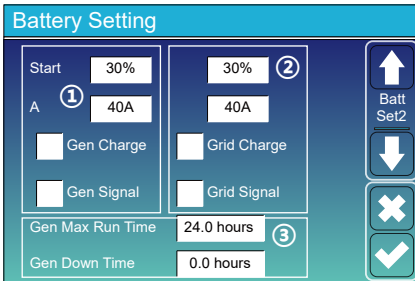 Battery Setting
Start 30% 30% ②
A ① 40A 40A
Batt
Set2
Gen Charge Grid Charge
Gen Signal Grid Signal
Gen Max Run Time 24.0 hours ③
Gen Down Time 0.0 hours